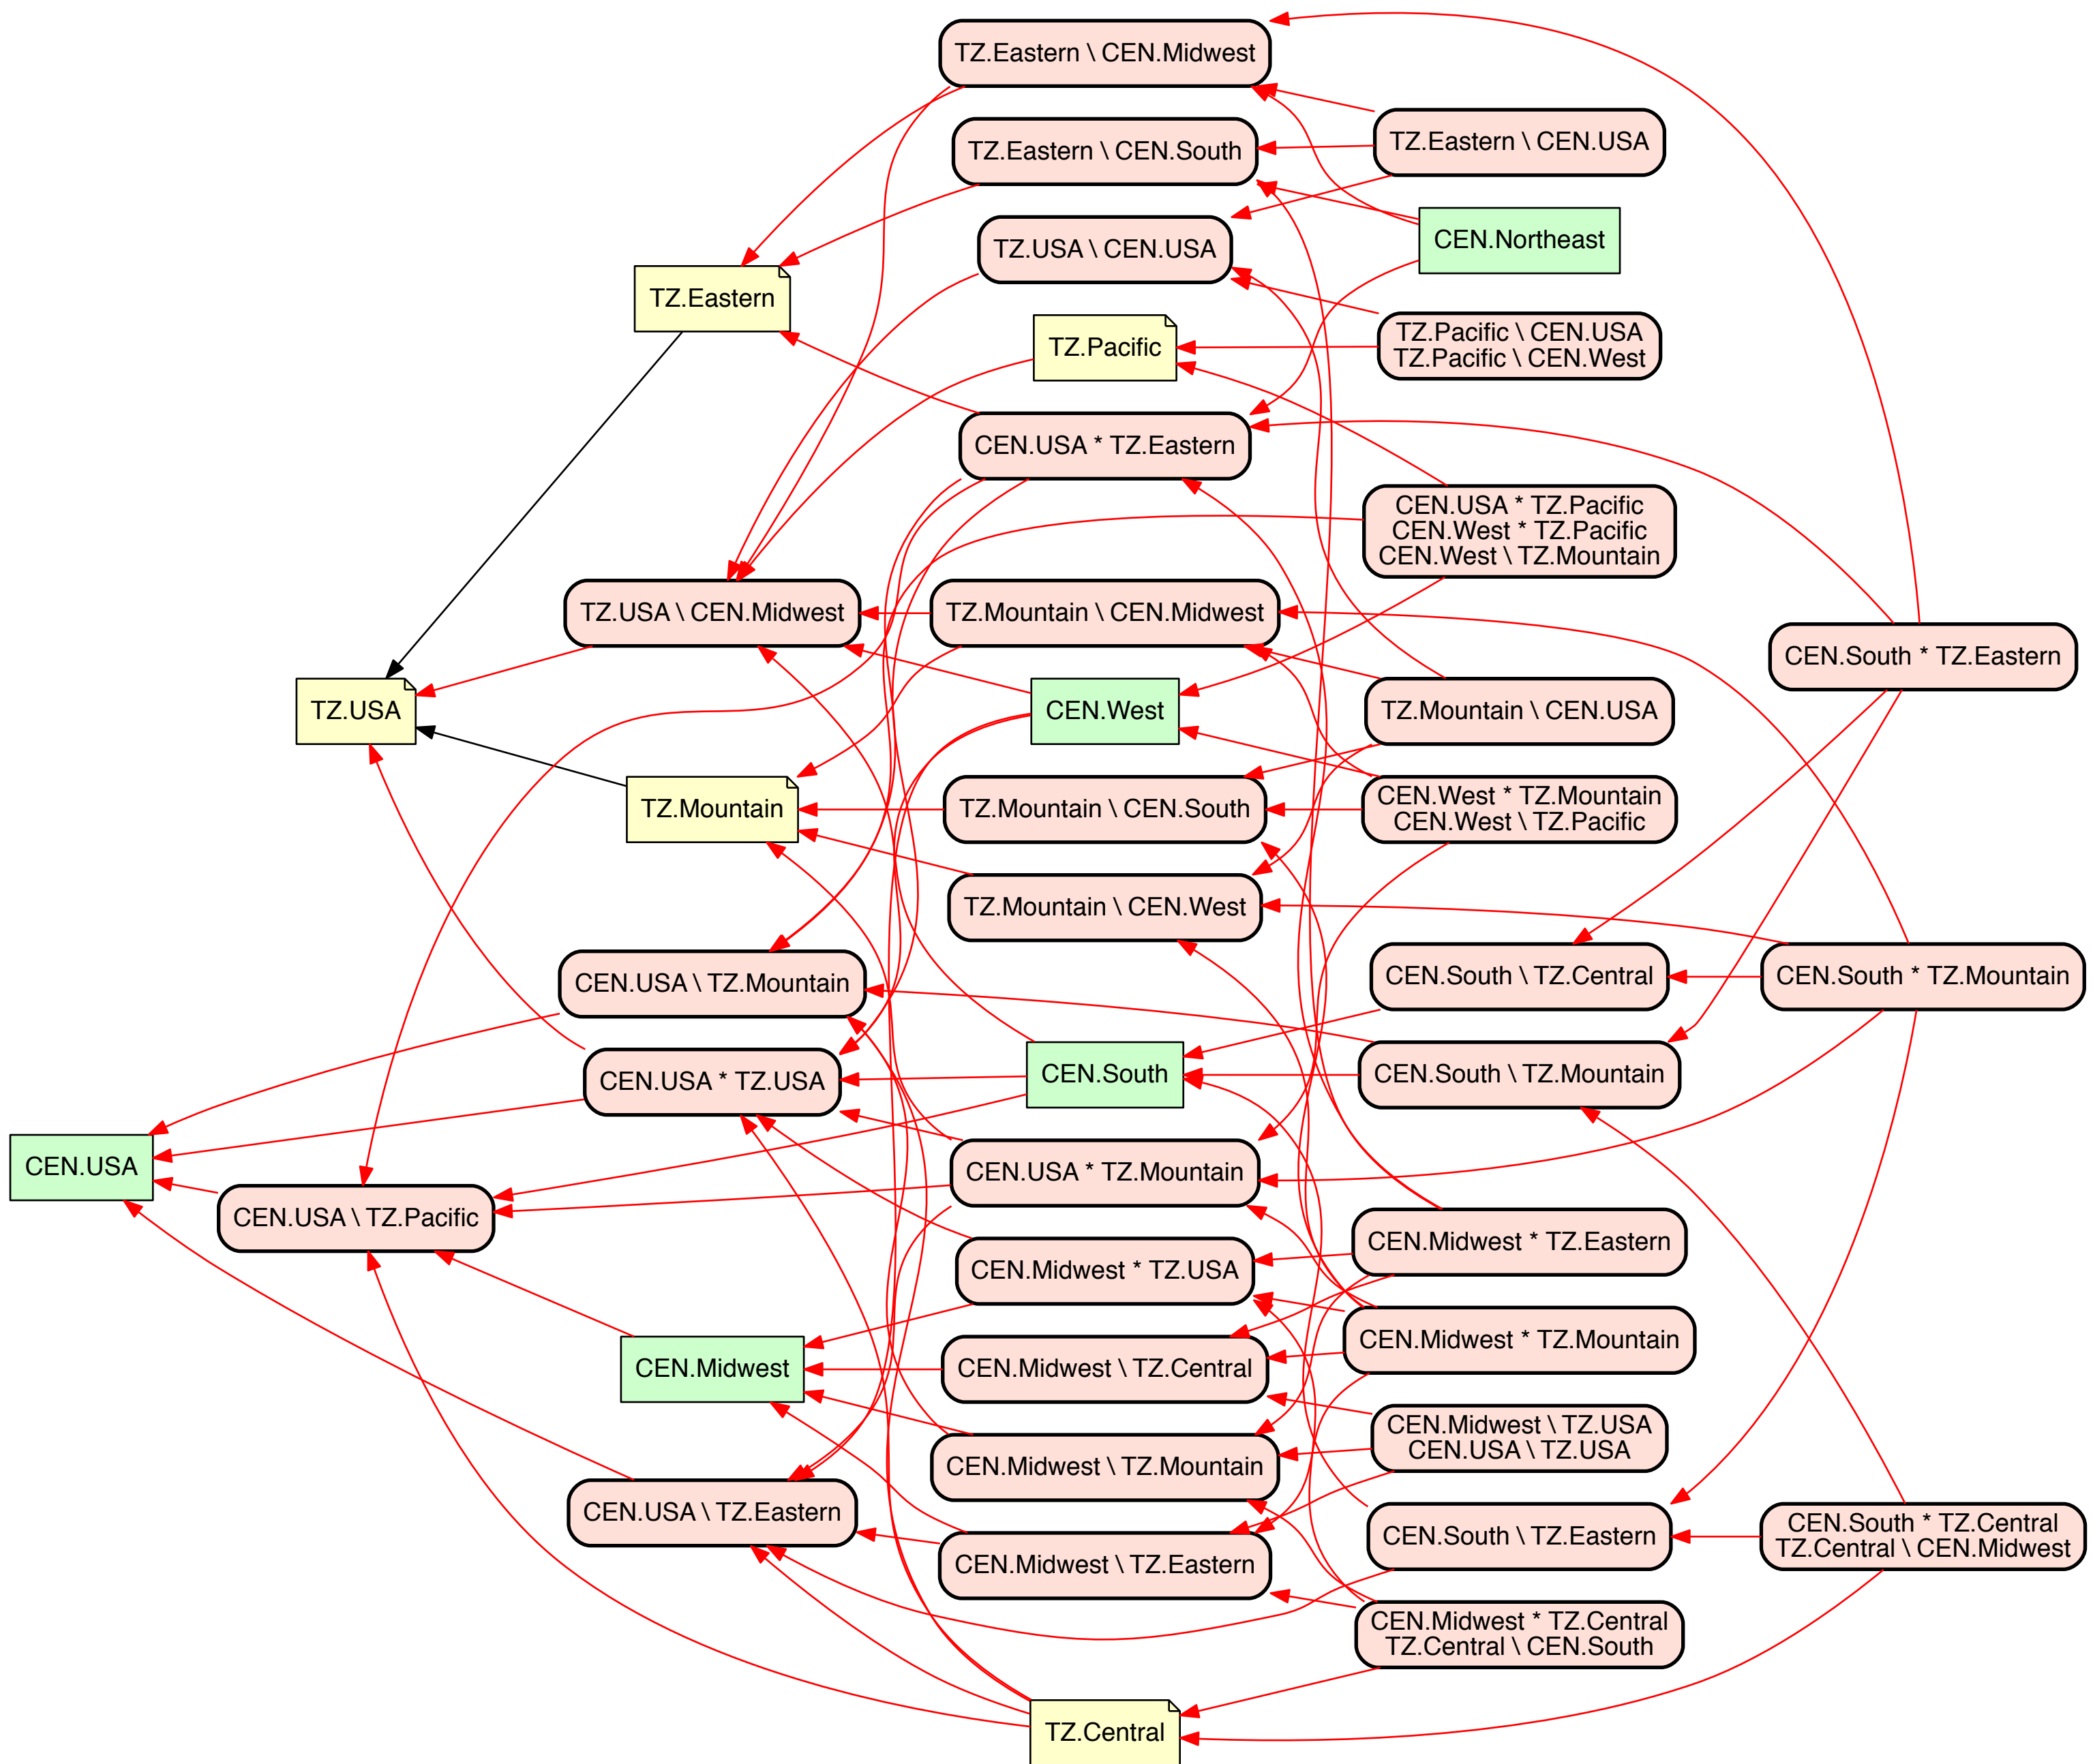 TZ.Eastern \ CEN.Midwest
TZ.Eastern \ CEN.USA
TZ.Eastern \ CEN.South
CEN.Northeast
TZ.USA \ CEN.USA
TZ.Eastern
TZ.Pacific \ CEN.USA
TZ.Pacific \ CEN.West
TZ.Pacific
CEN.USA * TZ.Eastern
CEN.USA * TZ.Pacific
CEN.West * TZ.Pacific
CEN.West \ TZ.Mountain
TZ.USA \ CEN.Midwest
TZ.Mountain \ CEN.Midwest
CEN.South * TZ.Eastern
TZ.USA
CEN.West
TZ.Mountain \ CEN.USA
TZ.Mountain
TZ.Mountain \ CEN.South
CEN.West * TZ.Mountain
CEN.West \ TZ.Pacific
TZ.Mountain \ CEN.West
CEN.USA \ TZ.Mountain
CEN.South \ TZ.Central
CEN.South * TZ.Mountain
CEN.USA * TZ.USA
CEN.South
CEN.South \ TZ.Mountain
CEN.USA
CEN.USA * TZ.Mountain
CEN.USA \ TZ.Pacific
CEN.Midwest * TZ.Eastern
CEN.Midwest * TZ.USA
CEN.Midwest * TZ.Mountain
CEN.Midwest
CEN.Midwest \ TZ.Central
CEN.Midwest \ TZ.USA
CEN.USA \ TZ.USA
CEN.Midwest \ TZ.Mountain
CEN.USA \ TZ.Eastern
CEN.South \ TZ.Eastern
CEN.South * TZ.Central
TZ.Central \ CEN.Midwest
CEN.Midwest \ TZ.Eastern
CEN.Midwest * TZ.Central
TZ.Central \ CEN.South
TZ.Central